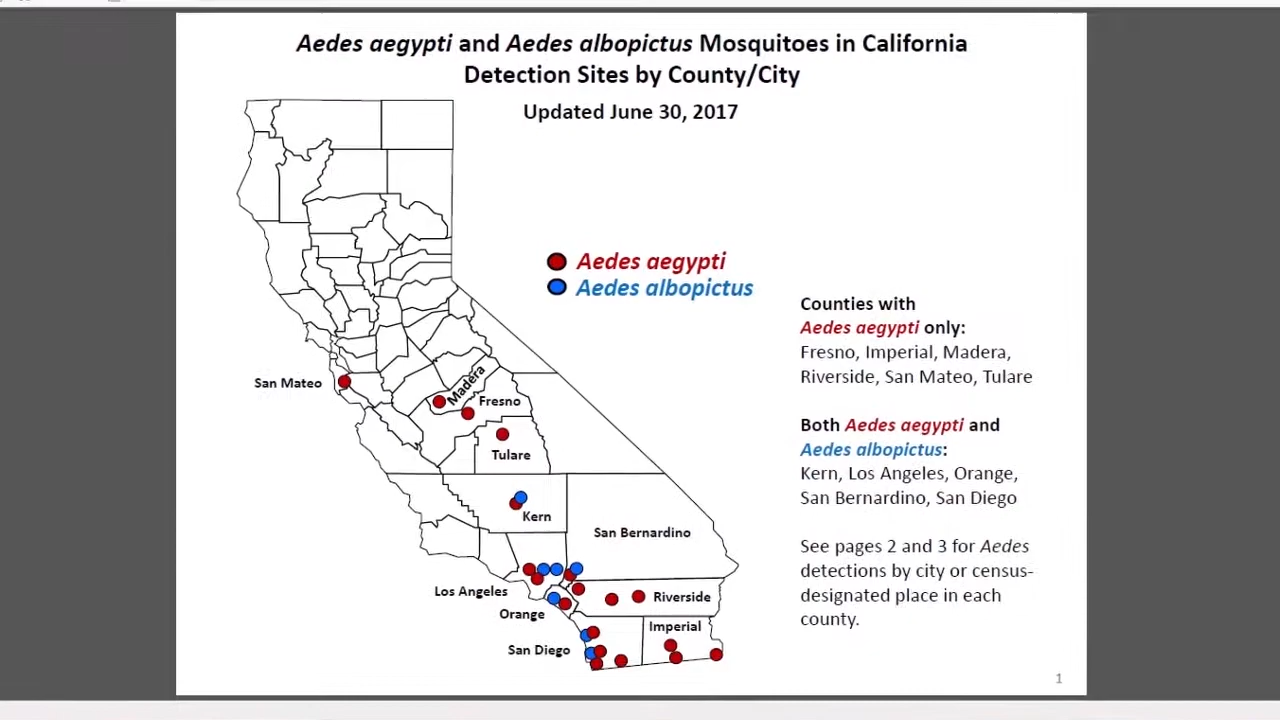 Aedes aegypti and Aedes albopictus Mosquitoes in California
Detection Sites by County/City
Updated June 30, 2017
Aedes aegypti
Aedes albopictus
Counties with
Aedes aegypti only:
Fresno, Imperial, Madera,
Riverside, San Mateo, Tulare
Both Aedes aegypti and
Aedes albopictus:
Kern, Los Angeles, Orange,
San Bernardino, San Diego
See pages 2 and 3 for Aedes
detections by city or census-
designated place in each
county.
San Mateo
Madera
Fresno
Tulare
Kern
San Bernardino
Los Angeles
Riverside
Orange
Imperial
San Diego
1